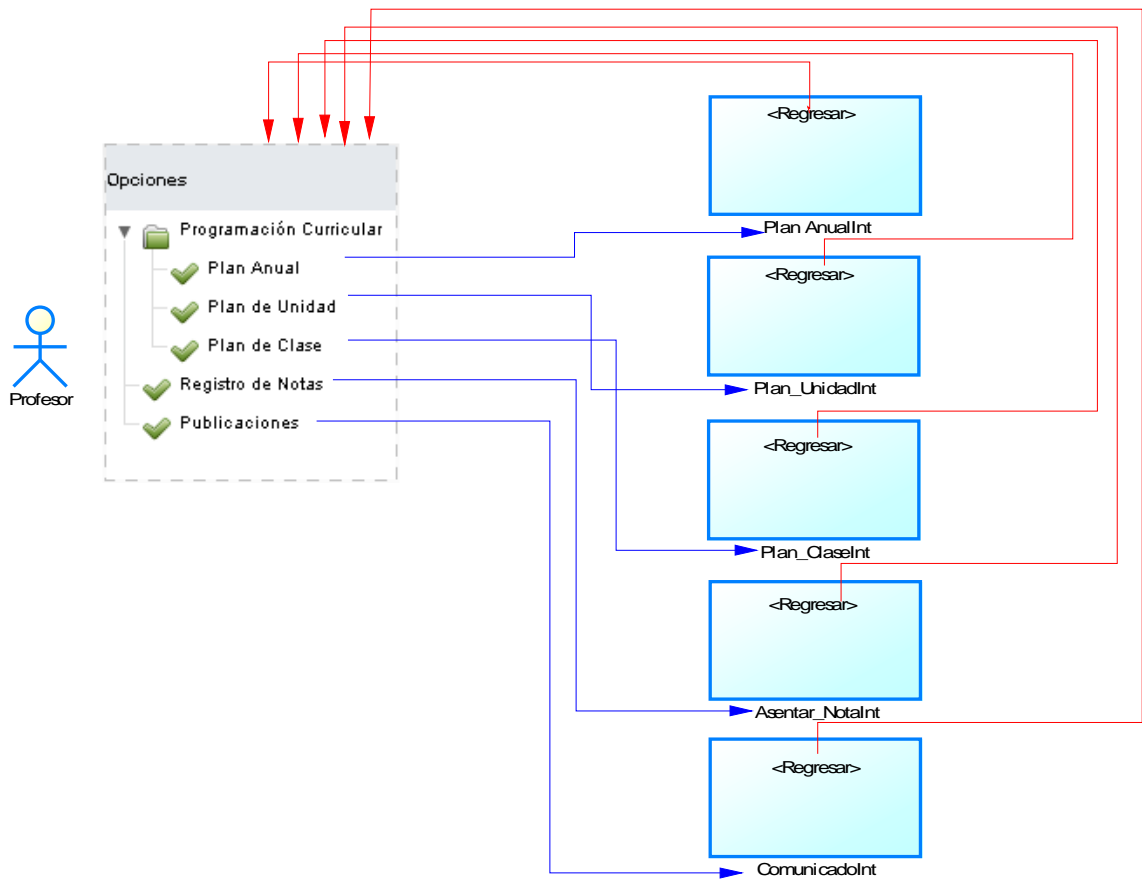 Opciones
Programación Curricular
Plan Anual
Plan de Unidad
Plan de Clase
Registro de Notas
Publicaciones
Profesor
<Regresar>
Plan AnualInt
<Regresar>
Plan_UnidadInt
<Regresar>
Plan_ClaseInt
<Regresar>
Asentar_NotaInt
<Regresar>
ComunicadoInt